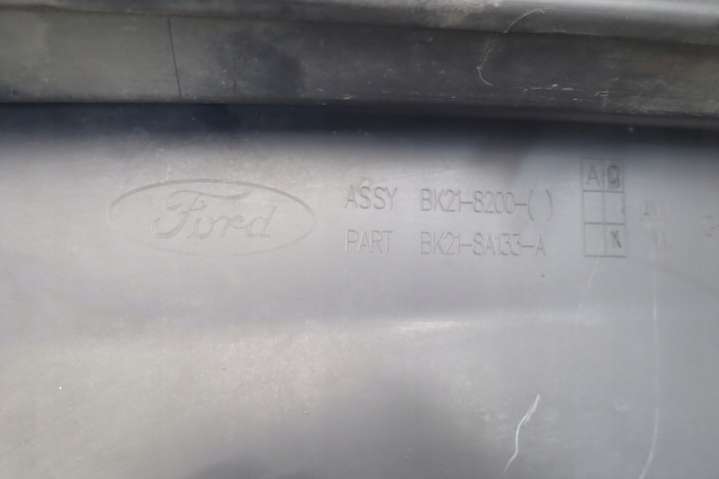 Ford
ASSY BK21-8200-( )
PART BK21-8A133-A
A